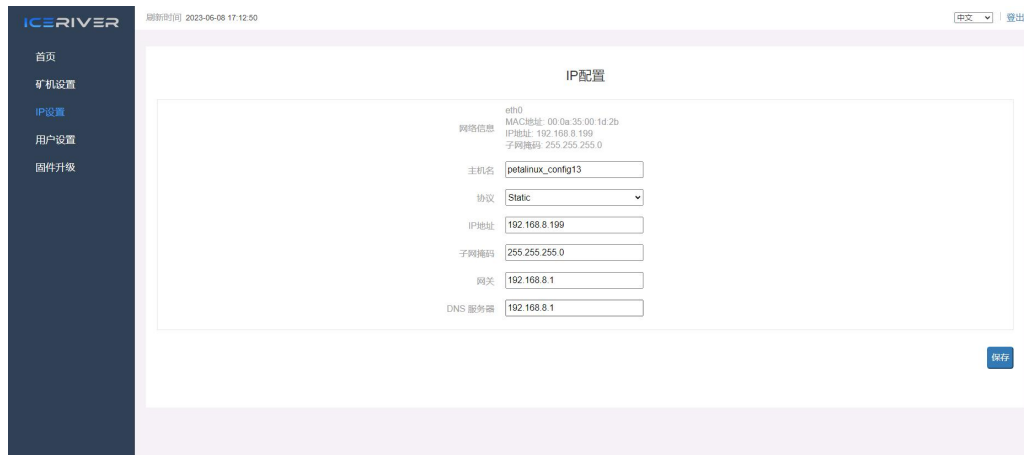 ICERIVER
刷新时间 2023-06-08 17:12:50
中文
登出
首页
矿机设置
IP设置
用户设置
固件升级
IP配置
网络信息
eth0
MAC地址: 00:0a:35:00:1d:2b
IP地址: 192.168.8.199
子网掩码: 255.255.255.0
主机名 petalinux_config13
协议 Static
IP地址 192.168.8.199
子网掩码 255.255.255.0
网关 192.168.8.1
DNS 服务器 192.168.8.1
保存